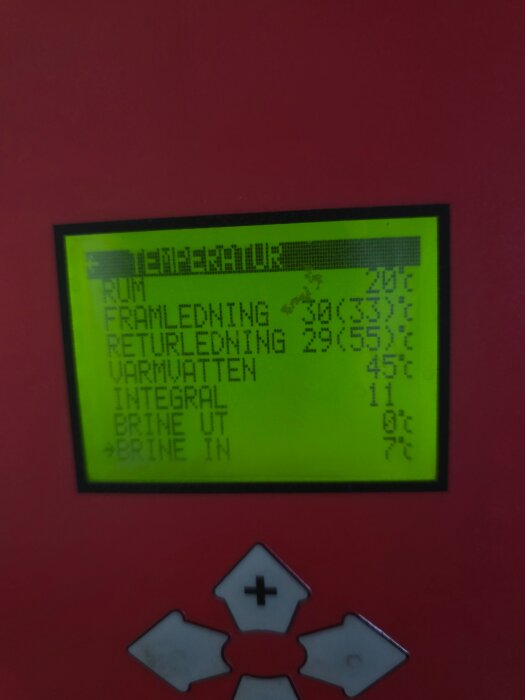 TEMPERATUR
RUM 20°C
FRAMLEDNING 30(33)°C
RETURLEDNING 29(55)°C
VARMVATTEN 45°C
INTEGRAL 11
BRINE UT 0°C
→BRINE IN 7°C
+